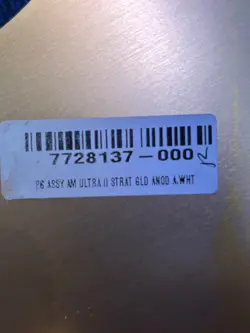 7728137-000
PG ASSY AM ULTRA II STRAT GLD ANOD A.WHT